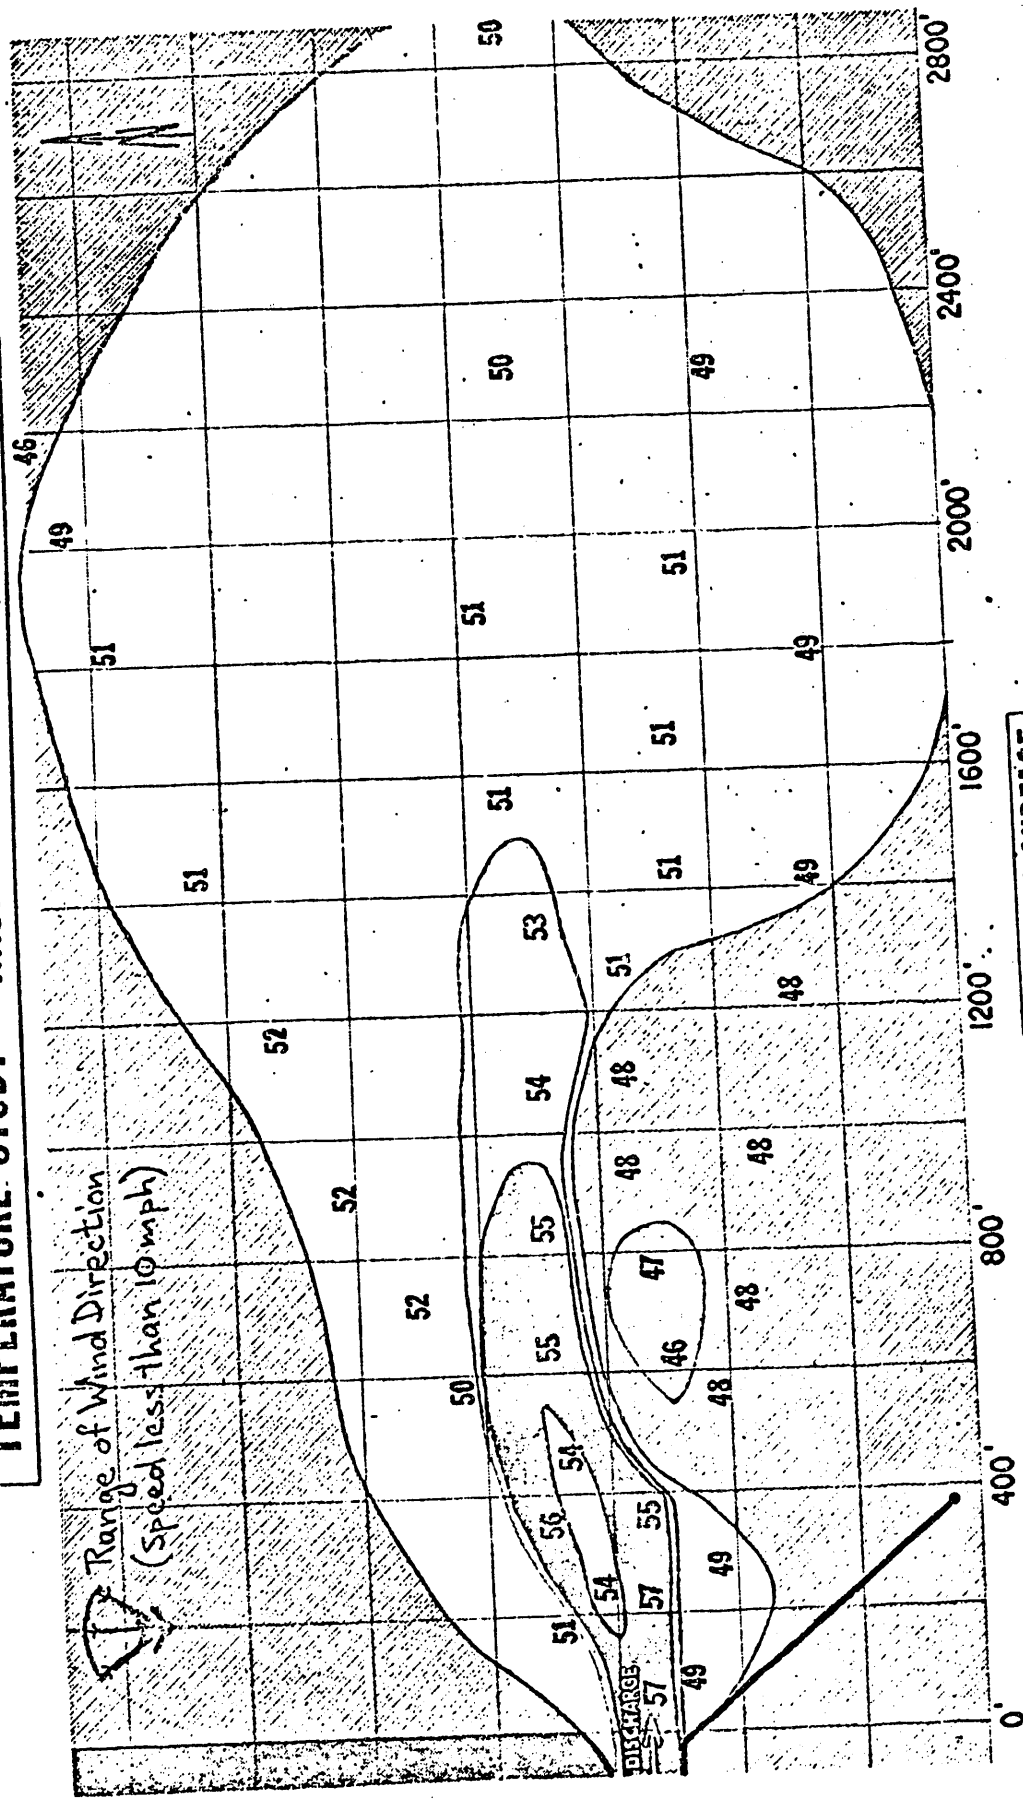 TEMPERATURE STUDY
46
49
Range of Wind Direction
51
(Speed less than 10 mph)
51
52
52
52
50 51
51 50 50
56 55 55 54 53
51 54
54
48 48 51
DISCHARGE
57 57 55 47 51 51 51
46
49 49
49 48
48 48
48 49 49
0' 400' 800' 1200' 1600' 2000' 2400' 2800'